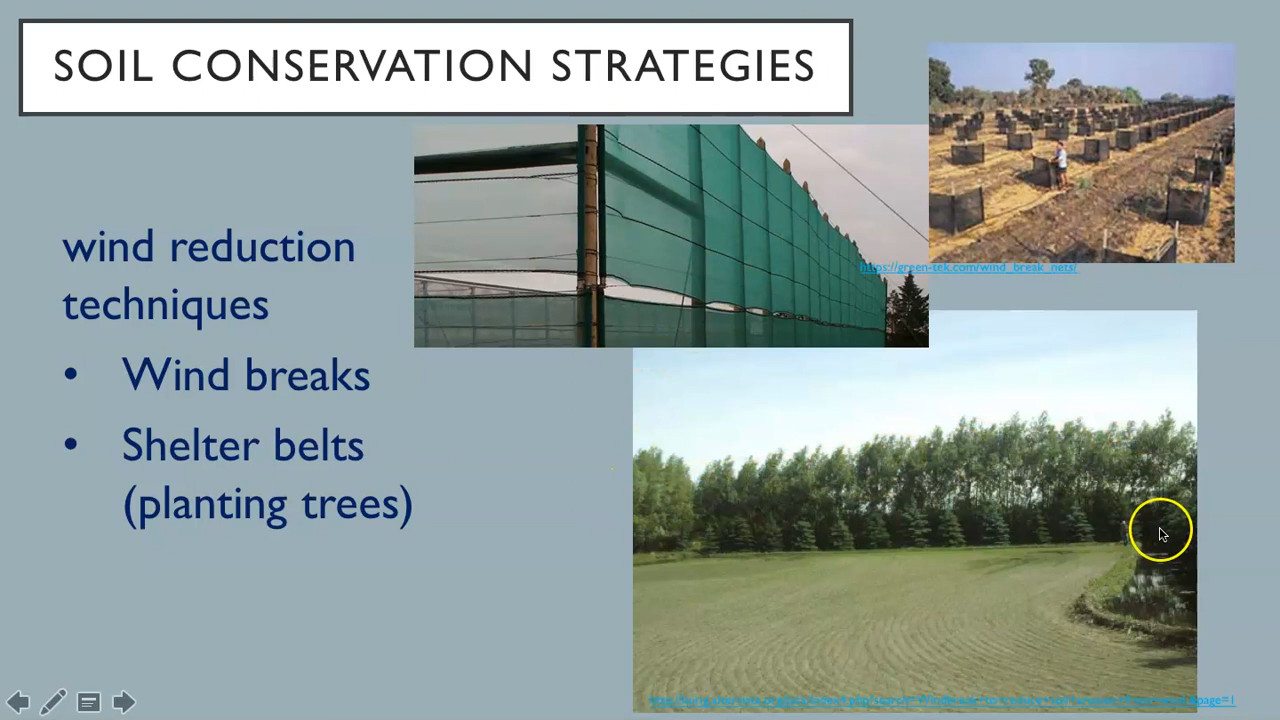 SOIL CONSERVATION STRATEGIES
https://green-tek.com/wind_break_nets/
wind reduction
techniques
• Wind breaks
• Shelter belts
(planting trees)